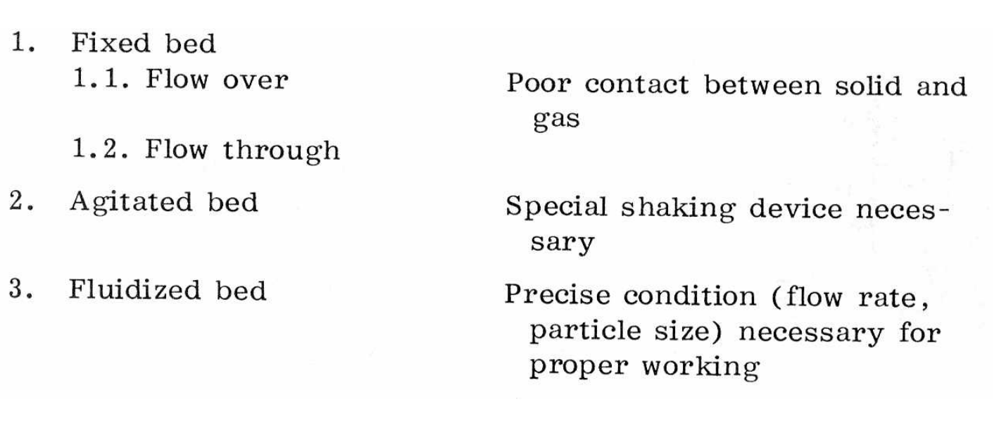 1. Fixed bed
1.1. Flow over Poor contact between solid and
gas
1.2. Flow through
2. Agitated bed Special shaking device neces-
sary
3. Fluidized bed Precise condition (flow rate,
particle size) necessary for
proper working